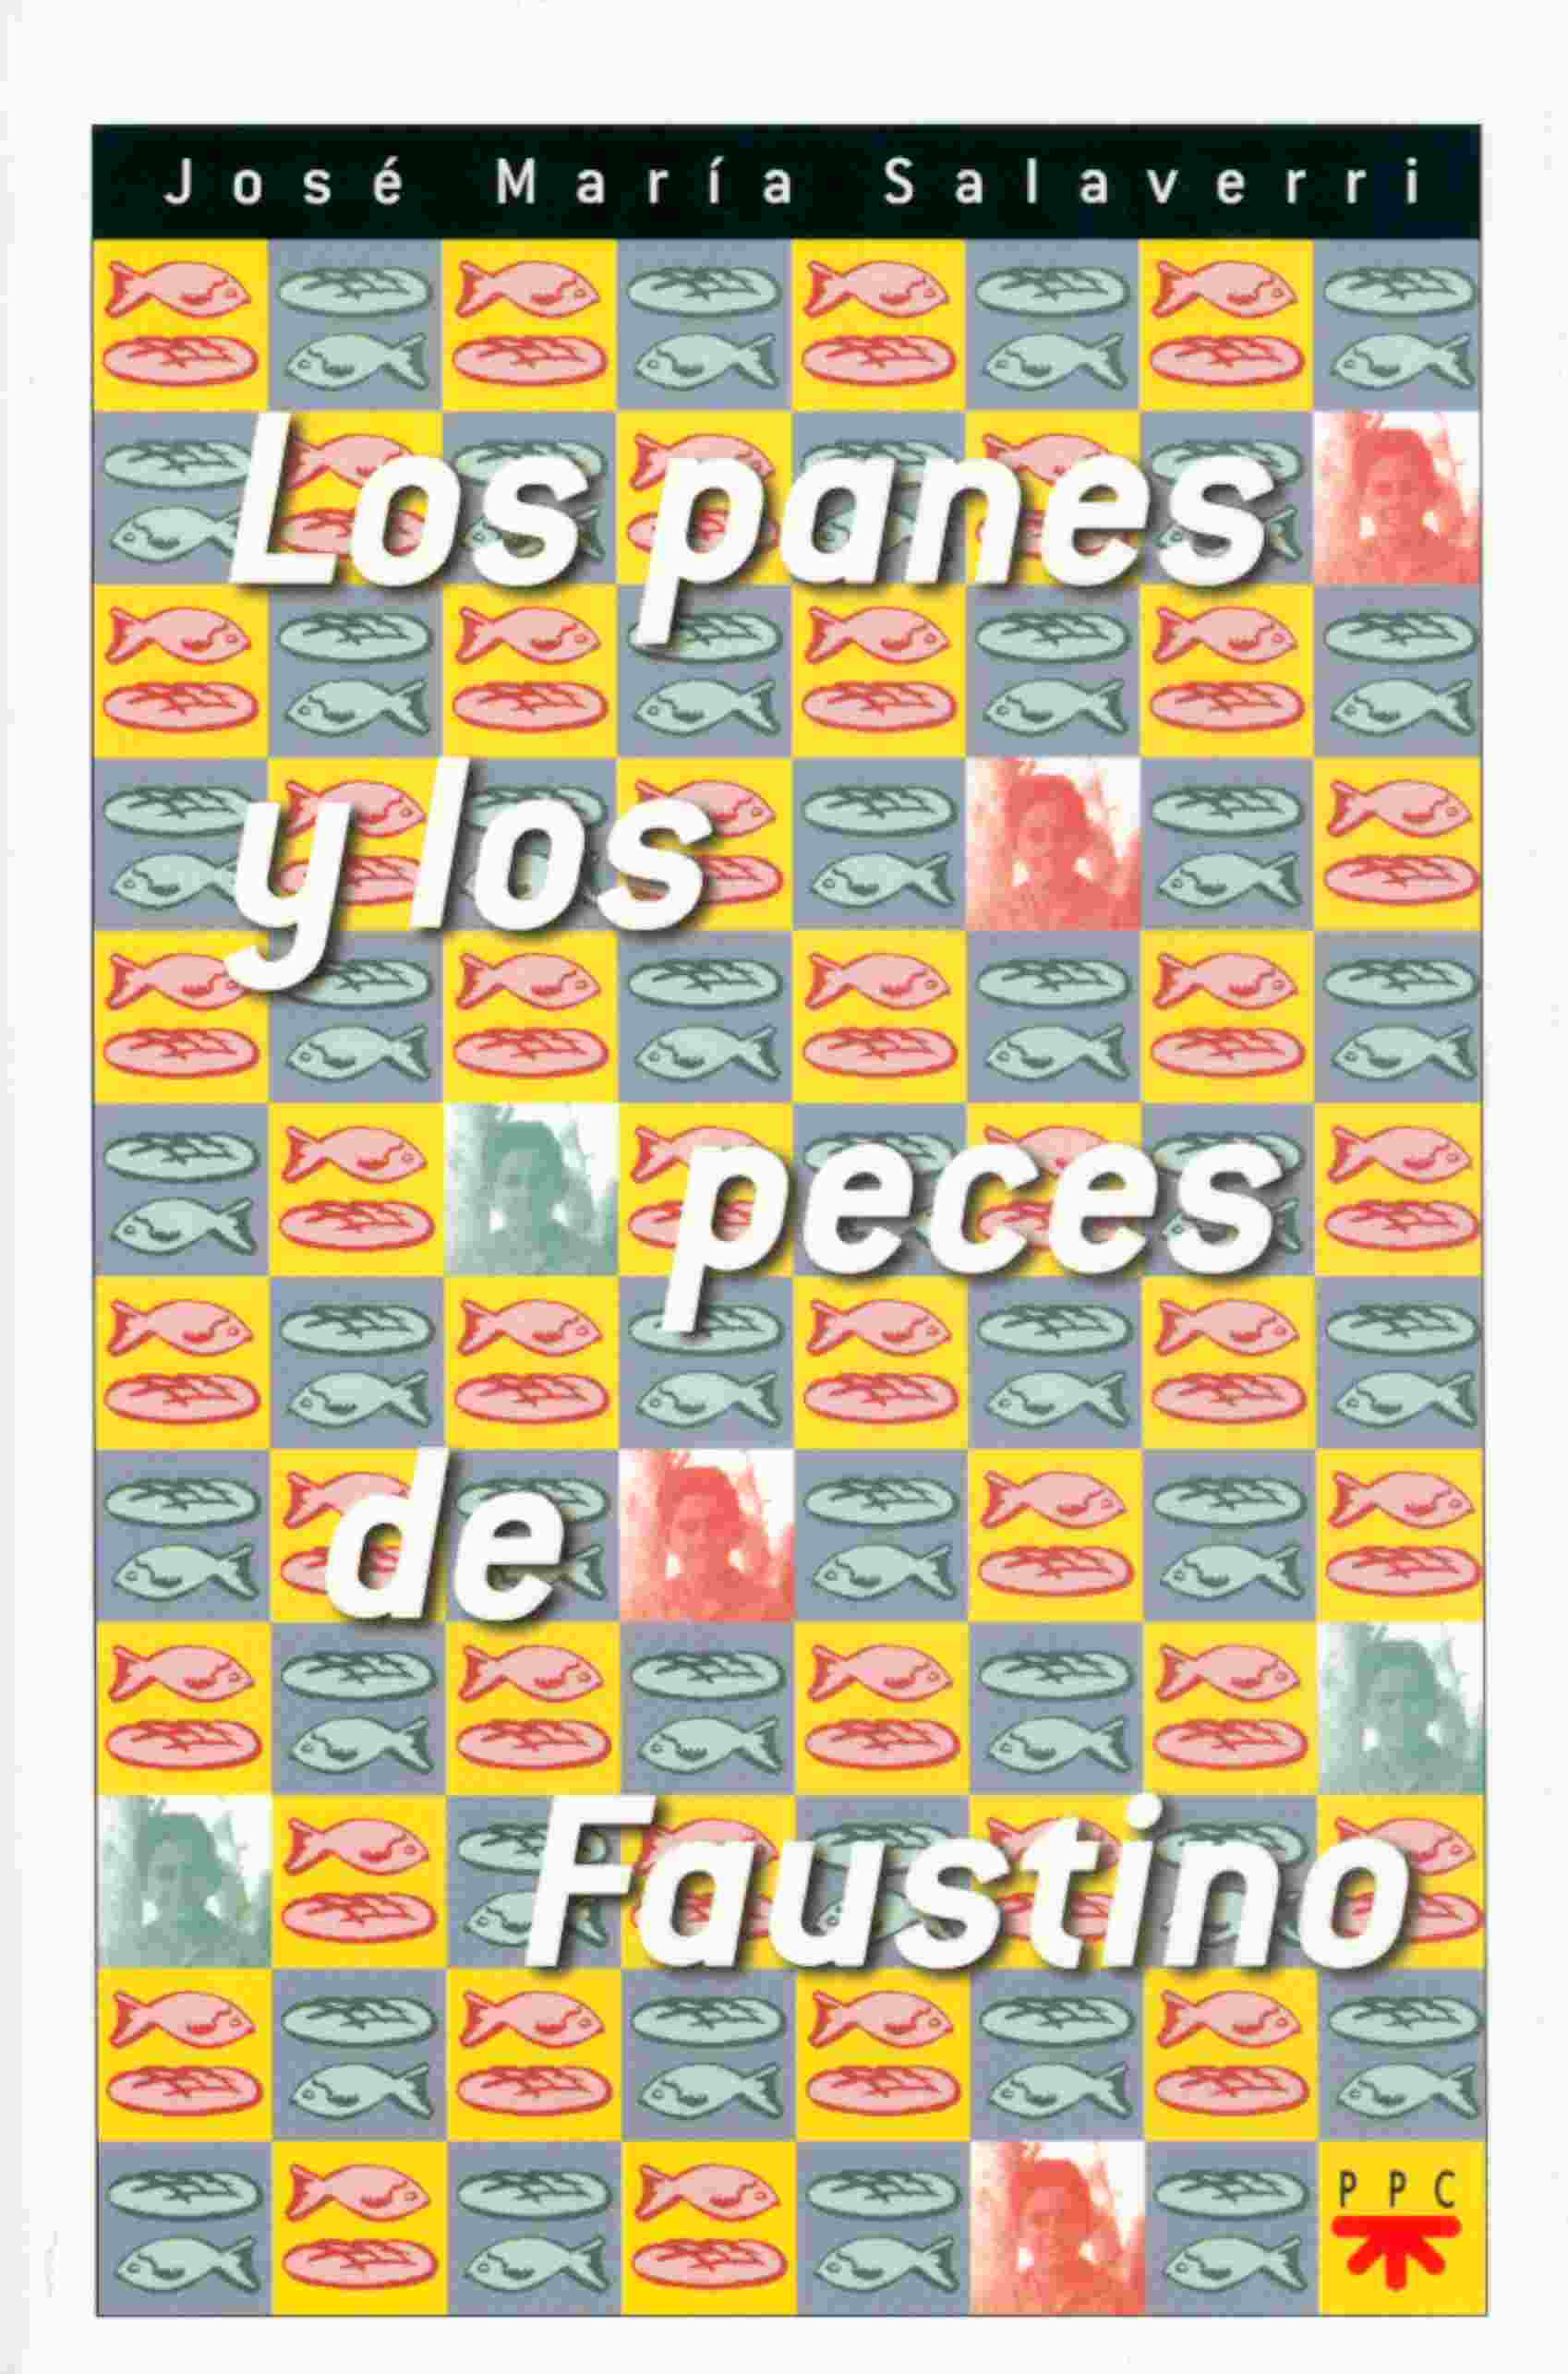 José María Salaverri
Los panes
y los
peces
de
Faustino
PPC